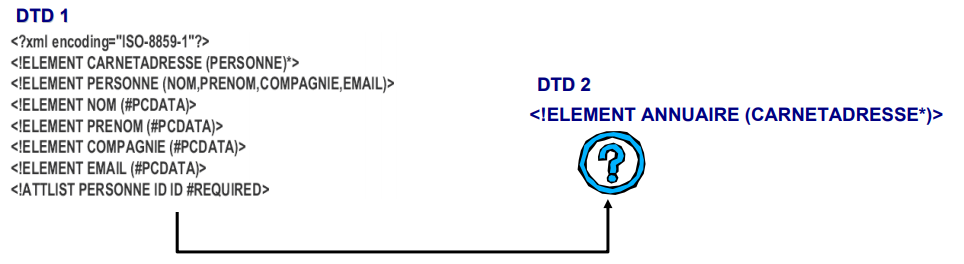 DTD 1
<?xml encoding="ISO-8859-1"?>
<!ELEMENT CARNETADRESSE (PERSONNE)*>
<!ELEMENT PERSONNE (NOM,PRENOM,COMPAGNIE,EMAIL)>
<!ELEMENT NOM (#PCDATA)>
<!ELEMENT PRENOM (#PCDATA)>
<!ELEMENT COMPAGNIE (#PCDATA)>
<!ELEMENT EMAIL (#PCDATA)>
<!ATTLIST PERSONNE ID ID #REQUIRED>
DTD 2
<!ELEMENT ANNUAIRE (CARNETADRESSE*)>
?